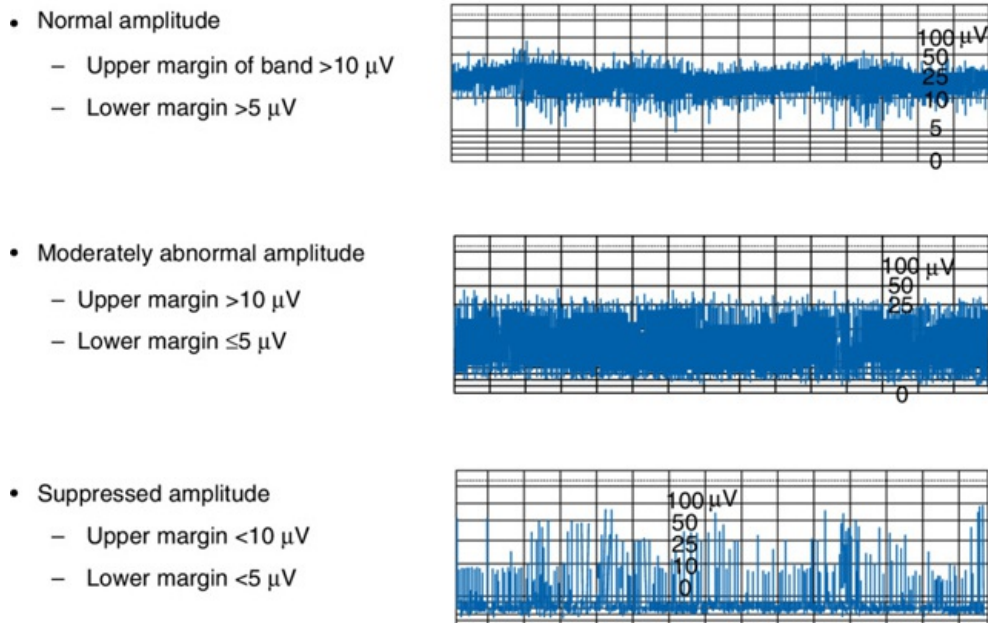 • Normal amplitude
– Upper margin of band >10 μV
– Lower margin >5 μV
100 μV
50
25
10
5
0
• Moderately abnormal amplitude
– Upper margin >10 μV
– Lower margin ≤5 μV
100 μV
50
25
0
• Suppressed amplitude
– Upper margin <10 μV
– Lower margin <5 μV
100 μV
50
25
10
0